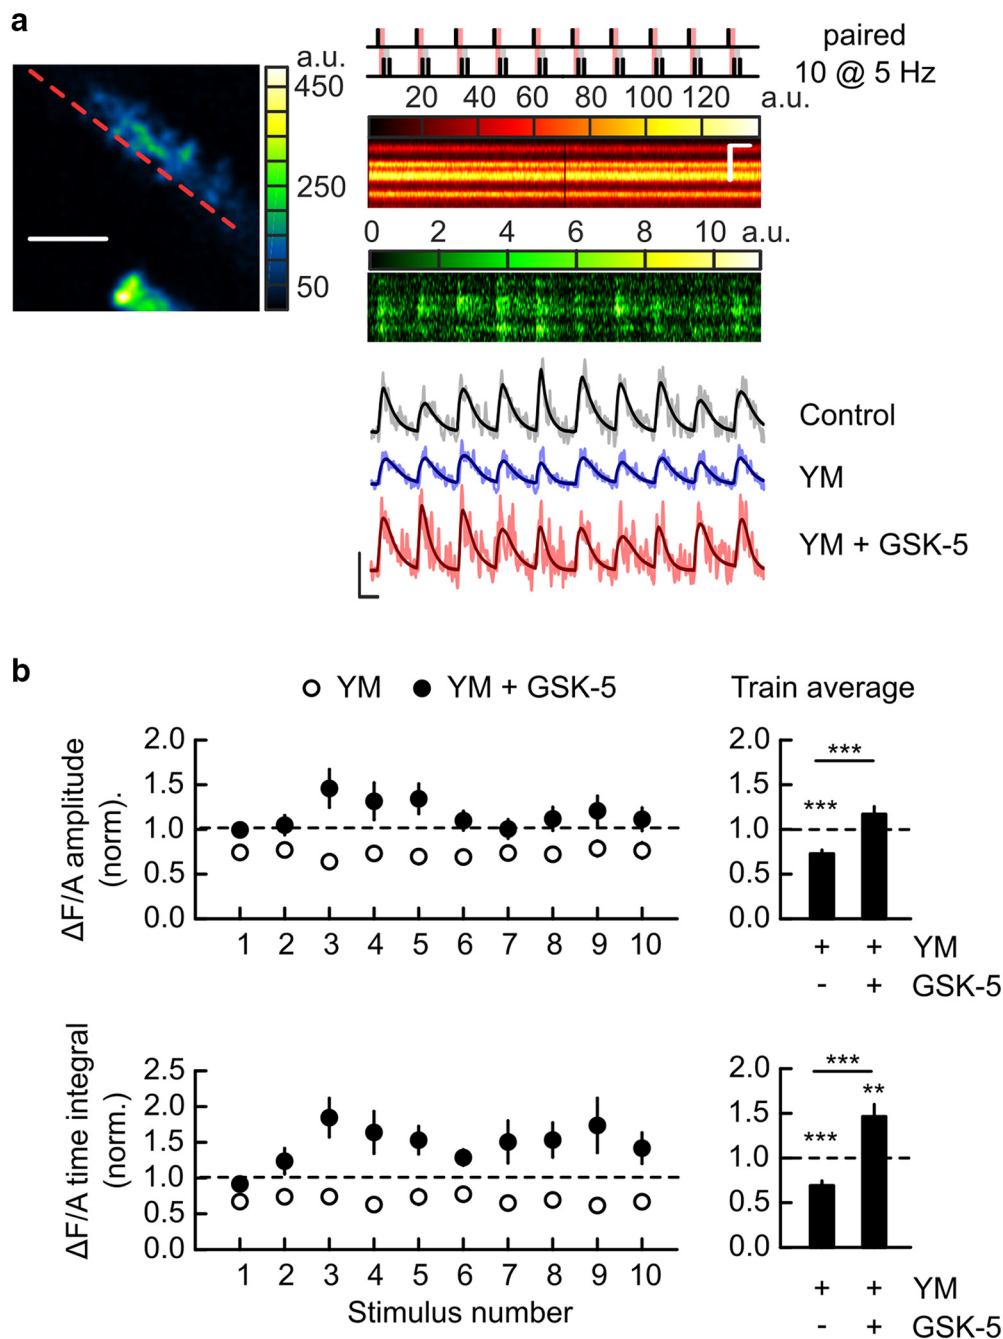 a
a.u.
450
250
50
paired
10 @ 5 Hz
20 40 60 80 100 120 a.u.
0 2 4 6 8 10 a.u.
Control
YM
YM + GSK-5
b
YM YM + GSK-5 Train average
ΔF/A amplitude
(norm).
2.0
1.5
1.0
0.5
0.0
1 2 3 4 5 6 7 8 9 10
2.0
1.5
1.0
0.5
0.0
***
***
+ + YM
- + GSK-5
ΔF/A time integral
(norm.)
2.5
2.0
1.5
1.0
0.5
0.0
1 2 3 4 5 6 7 8 9 10
Stimulus number
2.0
1.5
1.0
0.5
0.0
***
**
***
+ + YM
- + GSK-5